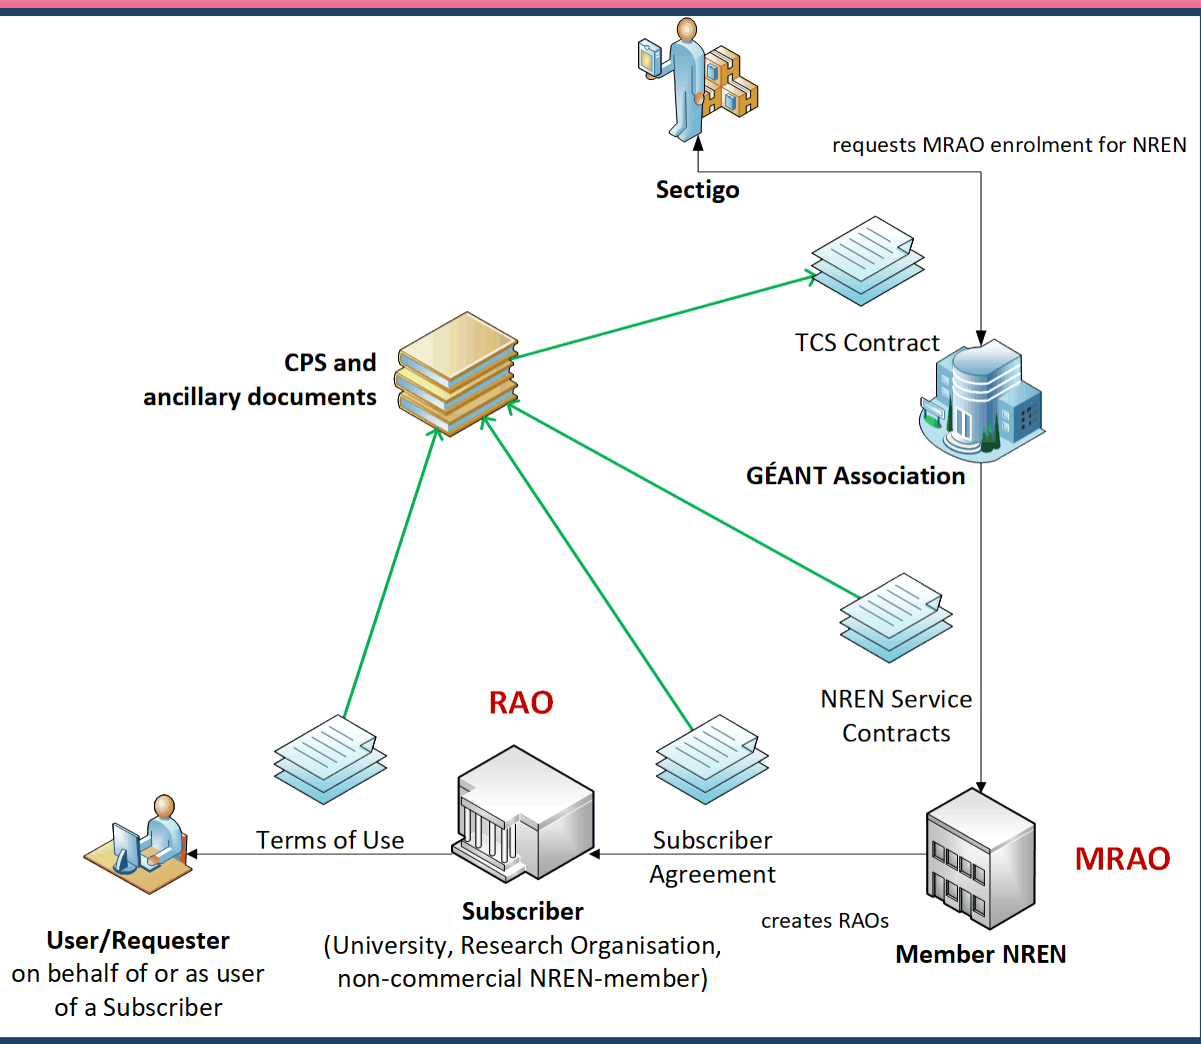 requests MRAO enrolment for NREN
Sectigo
TCS Contract
CPS and
ancillary documents
GÉANT Association
NREN Service
Contracts
RAO
Terms of Use
Subscriber
Agreement
MRAO
creates RAOs
Subscriber
(University, Research Organisation,
non-commercial NREN-member)
Member NREN
User/Requester
on behalf of or as user
of a Subscriber